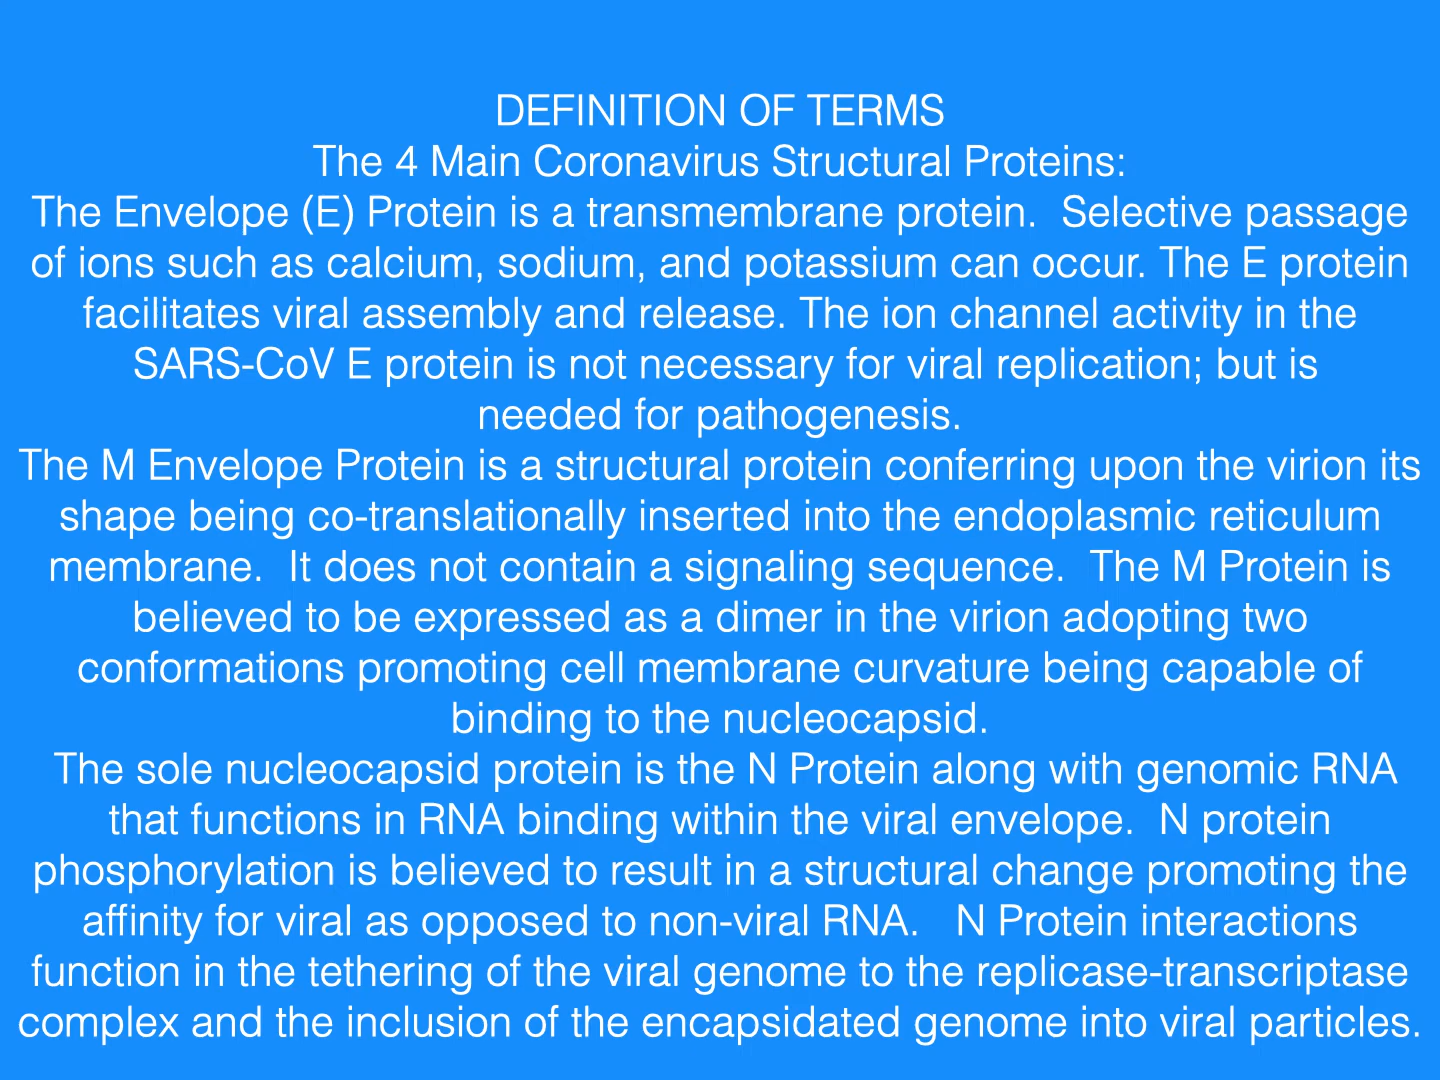 DEFINITION OF TERMS
The 4 Main Coronavirus Structural Proteins:
The Envelope (E) Protein is a transmembrane protein.  Selective passage
of ions such as calcium, sodium, and potassium can occur. The E protein
facilitates viral assembly and release. The ion channel activity in the
SARS-CoV E protein is not necessary for viral replication; but is
needed for pathogenesis.
The M Envelope Protein is a structural protein conferring upon the virion its
shape being co-translationally inserted into the endoplasmic reticulum
membrane.  It does not contain a signaling sequence.  The M Protein is
believed to be expressed as a dimer in the virion adopting two
conformations promoting cell membrane curvature being capable of
binding to the nucleocapsid.
The sole nucleocapsid protein is the N Protein along with genomic RNA
that functions in RNA binding within the viral envelope.  N protein
phosphorylation is believed to result in a structural change promoting the
affinity for viral as opposed to non-viral RNA.   N Protein interactions
function in the tethering of the viral genome to the replicase-transcriptase
complex and the inclusion of the encapsidated genome into viral particles.